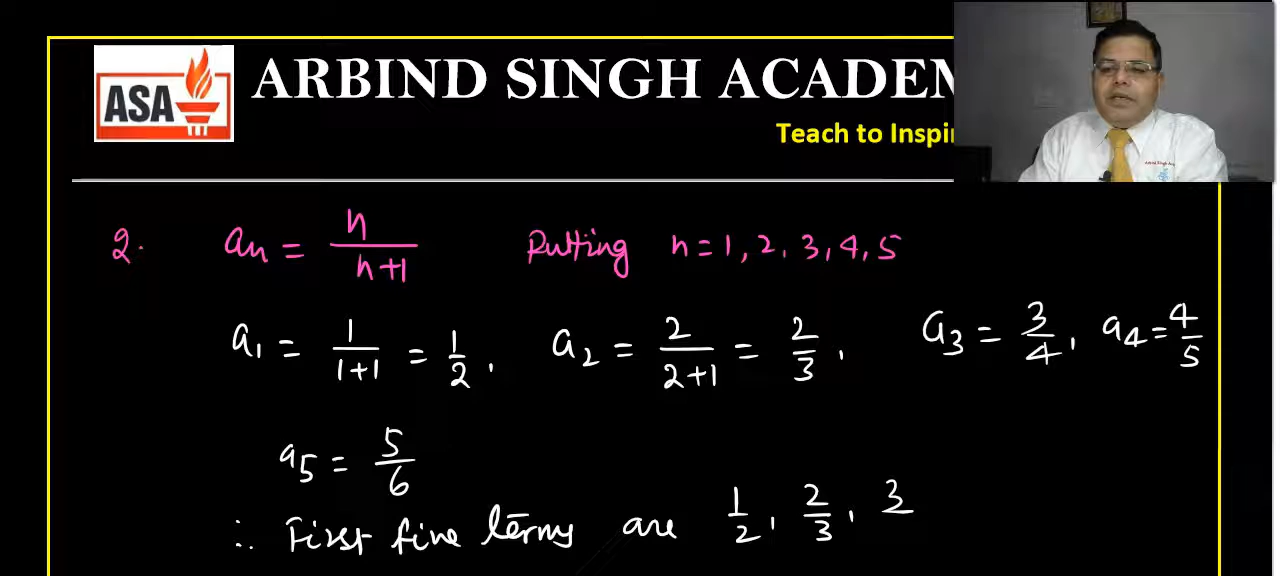 ASA
ARBIND SINGH ACADEM
Teach to Inspi
2. an = n/(n+1) Putting n = 1, 2, 3, 4, 5
a1 = 1/(1+1) = 1/2, a2 = 2/(2+1) = 2/3, a3 = 3/4, a4 = 4/5
a5 = 5/6
∴ First five terms are 1/2, 2/3, 3